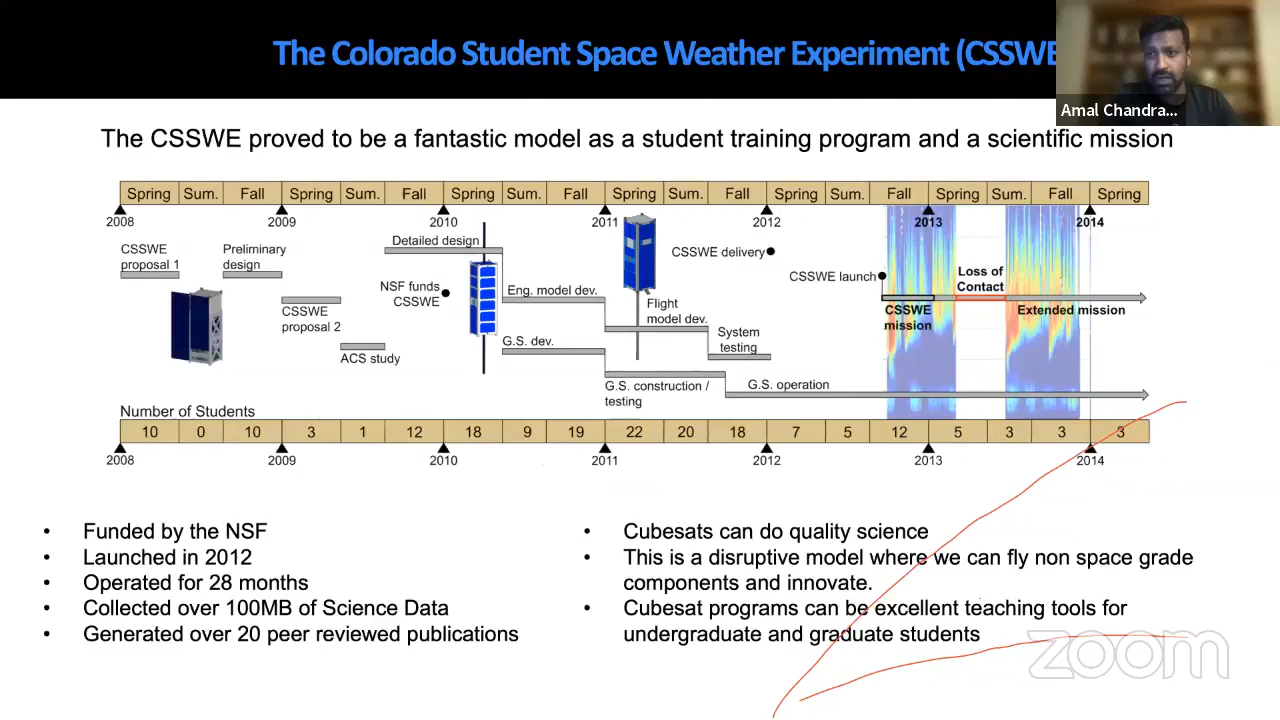 The Colorado Student Space Weather Experiment (CSSWE
Amal Chandra...
The CSSWE proved to be a fantastic model as a student training program and a scientific mission
Spring Sum. Fall Spring Sum. Fall Spring Sum. Fall Spring Sum. Fall Spring Sum. Fall Spring Sum. Fall Spring
2008 2009 2010 2011 2012 2013 2014
CSSWE
proposal 1
Preliminary
design
CSSWE
proposal 2
ACS study
Detailed design
NSF funds
CSSWE
Eng. model dev.
G.S. dev.
Flight
model dev.
G.S. construction /
testing
System
testing
CSSWE delivery
G.S. operation
CSSWE launch
CSSWE
mission
Loss of
Contact
Extended mission
Number of Students
10 0 10 3 1 12 18 9 19 22 20 18 7 5 12 5 3 3 3
2008 2009 2010 2011 2012 2013 2014
• Funded by the NSF
• Launched in 2012
• Operated for 28 months
• Collected over 100MB of Science Data
• Generated over 20 peer reviewed publications
• Cubesats can do quality science
• This is a disruptive model where we can fly non space grade
components and innovate.
• Cubesat programs can be excellent teaching tools for
undergraduate and graduate students
zoom